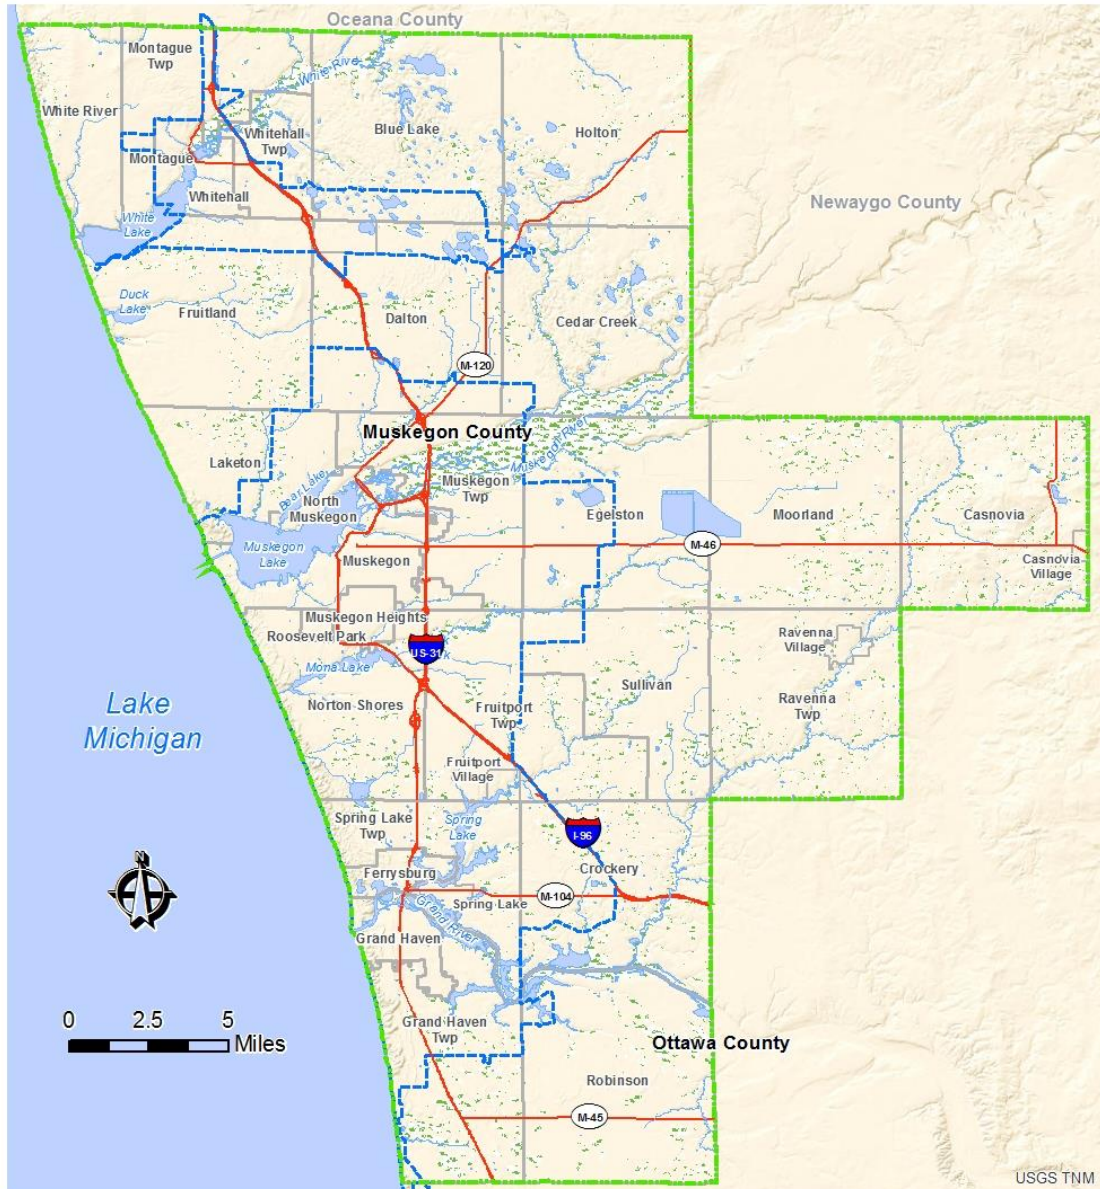 Oceana County
Montague
Twp
White River
White River
Whitehall
Twp
Blue Lake
Holton
Montague
Whitehall
White
Lake
Newaygo County
Duck
Lake
Fruitland
Dalton
Cedar Creek
M-120
Muskegon County
Muskegon River
Laketon
Bear Lake
North
Muskegon
Muskegon
Twp
Egelston
Moorland
Casnovia
Muskegon
Lake
M-46
Muskegon
Casnovia
Village
Muskegon Heights
Roosevelt Park
Ravenna
Village
US-31
Mona Lake
Sullivan
Norton Shores
Fruitport
Twp
Ravenna
Twp
Lake
Michigan
Fruitport
Village
Spring Lake
Twp
Spring
Lake
I-96
Ferrysburg
Crockery
M-104
Spring Lake
Grand River
Grand Haven
N
0 2.5 5
Miles
Grand Haven
Twp
Ottawa County
Robinson
M-45
USGS TNM